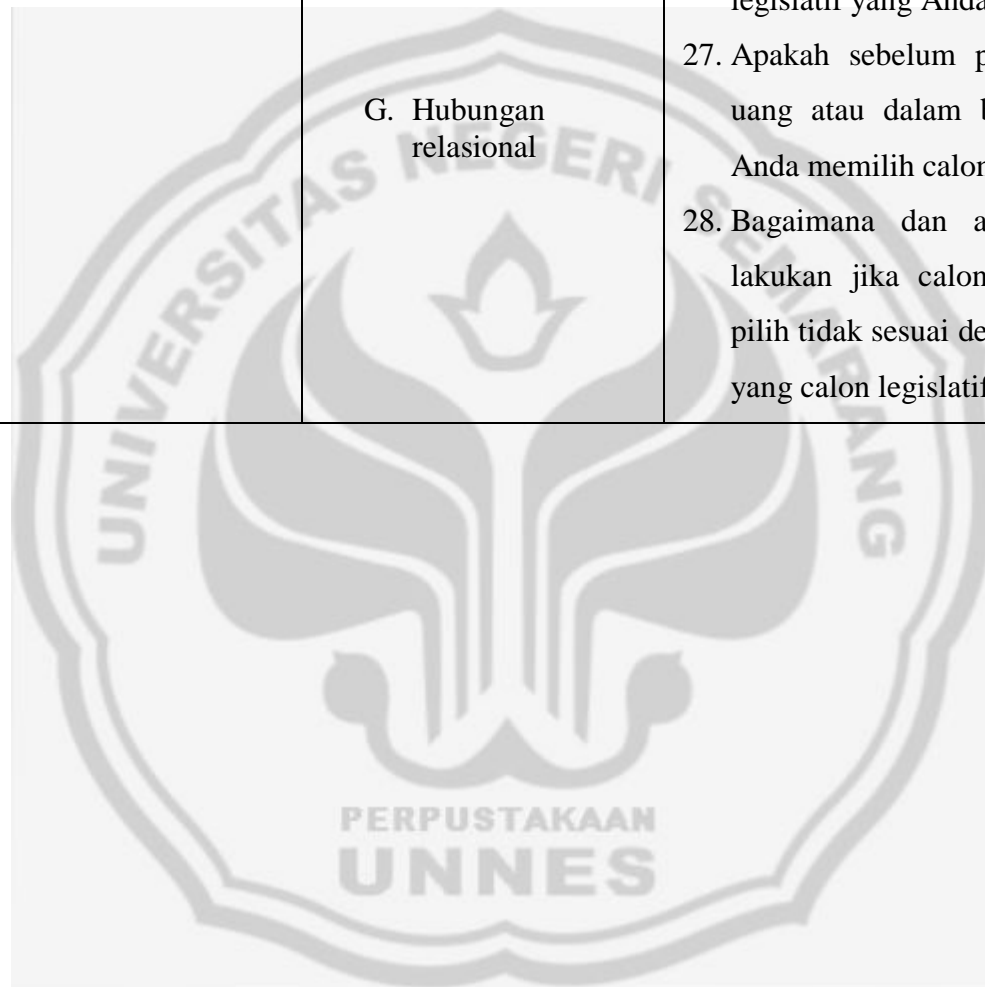 legislatif yang Anda
27. Apakah sebelum
G. Hubungan
relasional
uang atau dalam
Anda memilih calon
28. Bagaimana dan
lakukan jika calon
pilih tidak sesuai
yang calon legislatif
UNIVERSITAS NEGERI SEMARANG
PERPUSTAKAAN
UNNES